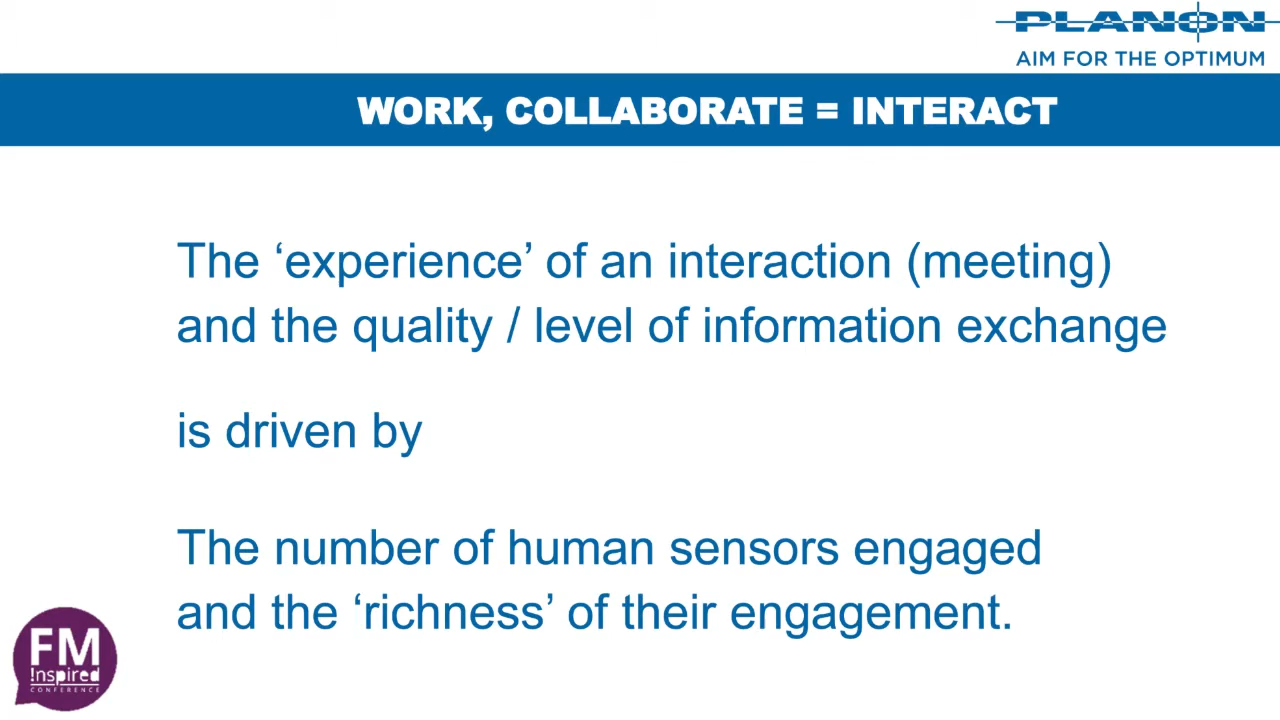 PLANON
AIM FOR THE OPTIMUM
WORK, COLLABORATE = INTERACT
The ‘experience’ of an interaction (meeting)
and the quality / level of information exchange
is driven by
The number of human sensors engaged
and the ‘richness’ of their engagement.
FM
!nspired
CONFERENCE